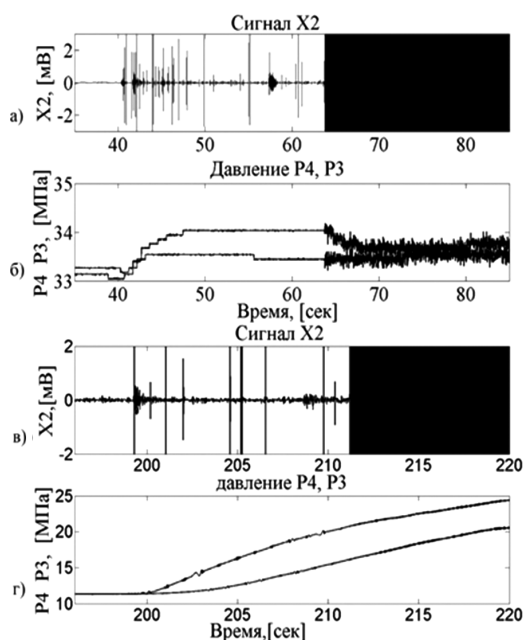 Сигнал X2
X2, [мВ]
2
0
-2
40 50 60 70 80
а)
Давление P4, P3
P4 P3, [МПа]
35
34
33
40 50 60 70 80
б)
Время, [сек]
Сигнал X2
X2,[мВ]
2
0
-2
200 205 210 215 220
в)
давление P4, P3
P4 P3, [МПа]
25
20
15
10
200 205 210 215 220
г)
Время,[сек]